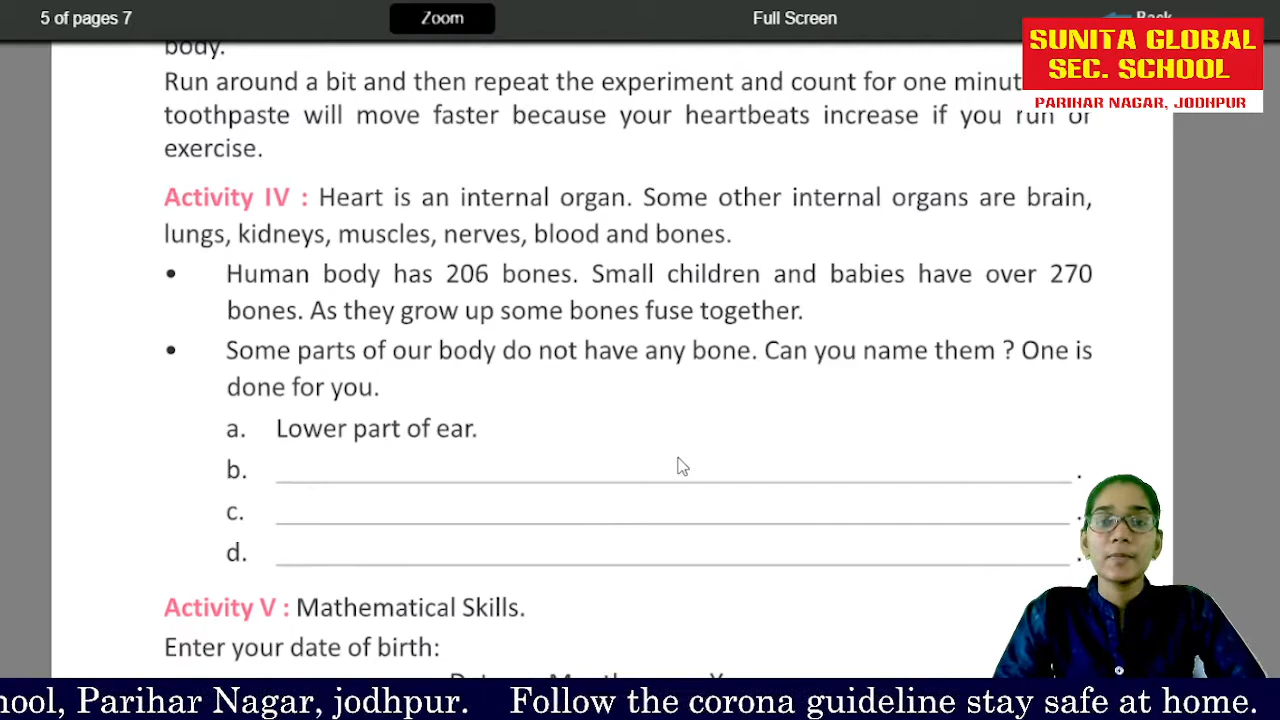 5 of pages 7
Zoom
Full Screen
Back
SUNITA GLOBAL
SEC. SCHOOL
PARIHAR NAGAR, JODHPUR
body.
Run around a bit and then repeat the experiment and count for one minut
toothpaste will move faster because your heartbeats increase if you run or
exercise.
Activity IV : Heart is an internal organ. Some other internal organs are brain,
lungs, kidneys, muscles, nerves, blood and bones.
• Human body has 206 bones. Small children and babies have over 270
bones. As they grow up some bones fuse together.
• Some parts of our body do not have any bone. Can you name them ? One is
done for you.
a. Lower part of ear.
b. .
c. .
d. .
Activity V : Mathematical Skills.
Enter your date of birth:
hool, Parihar Nagar, jodhpur. Follow the corona guideline stay safe at home.